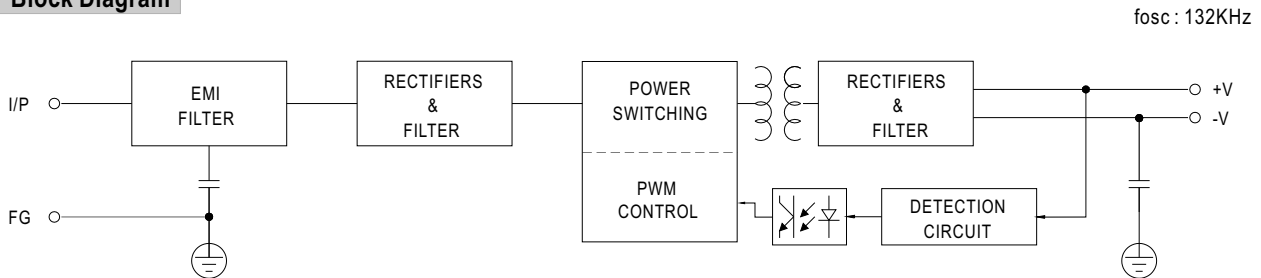 Block Diagram
fosc : 132KHz
I/P
EMI
FILTER
RECTIFIERS
&
FILTER
POWER
SWITCHING
RECTIFIERS
&
FILTER
+V
-V
PWM
CONTROL
DETECTION
CIRCUIT
FG